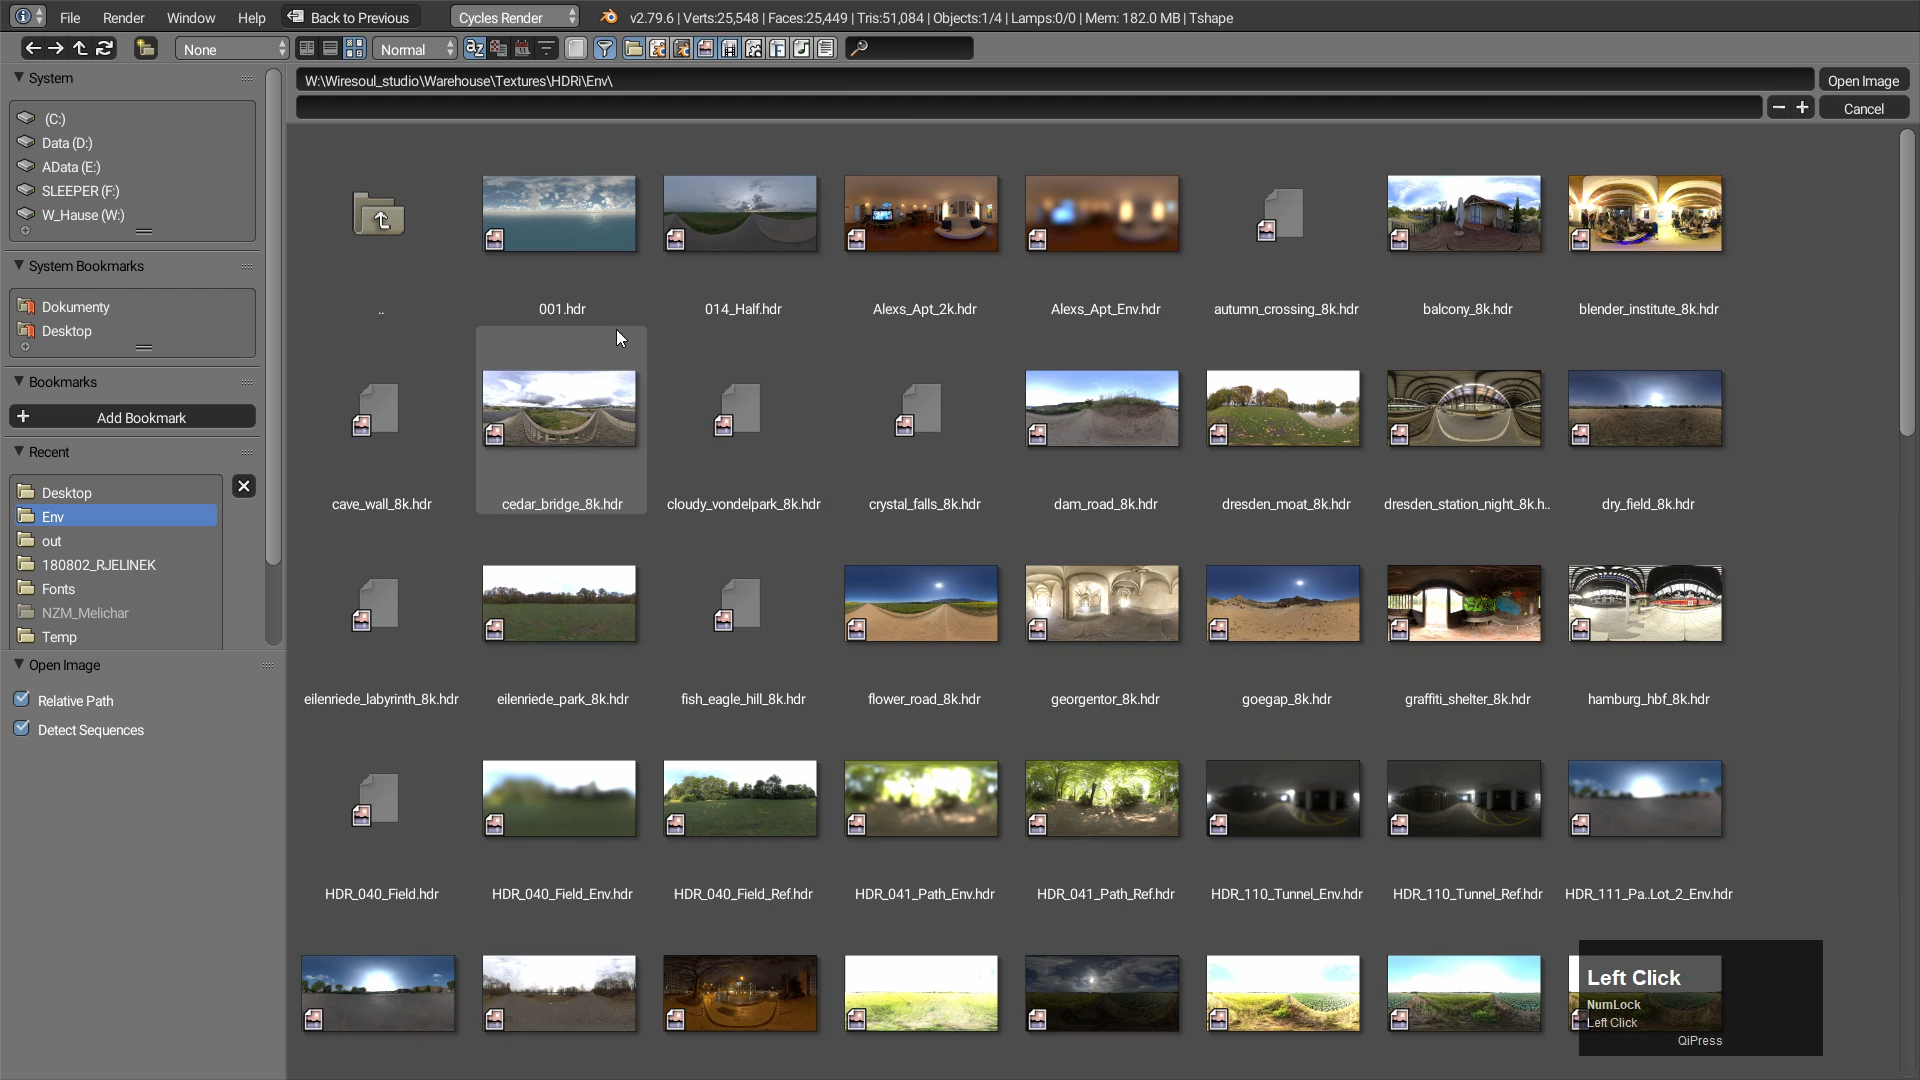 File Render Window Help Back to Previous Cycles Render v2.79.6 | Verts:25,548 | Faces:25,449 | Tris:51,084 | Objects:1/4 | Lamps:0/0 | Mem: 182.0 MB | Tshape
None Normal
System
(C:)
Data (D:)
AData (E:)
SLEEPER (F:)
W_Hause (W:)
System Bookmarks
Dokumenty
Desktop
Bookmarks
Add Bookmark
Recent
Desktop
Env
out
180802_RJELINEK
Fonts
NZM_Melichar
Temp
Open Image
Relative Path
Detect Sequences
W:\Wiresoul_studio\Warehouse\Textures\HDRi\Env\ Open Image
Cancel
.. 001.hdr 014_Half.hdr Alexs_Apt_2k.hdr Alexs_Apt_Env.hdr autumn_crossing_8k.hdr balcony_8k.hdr blender_institute_8k.hdr
cave_wall_8k.hdr cedar_bridge_8k.hdr cloudy_vondelpark_8k.hdr crystal_falls_8k.hdr dam_road_8k.hdr dresden_moat_8k.hdr dresden_station_night_8k.h.. dry_field_8k.hdr
eilenriede_labyrinth_8k.hdr eilenriede_park_8k.hdr fish_eagle_hill_8k.hdr flower_road_8k.hdr georgentor_8k.hdr goegap_8k.hdr graffiti_shelter_8k.hdr hamburg_hbf_8k.hdr
HDR_040_Field.hdr HDR_040_Field_Env.hdr HDR_040_Field_Ref.hdr HDR_041_Path_Env.hdr HDR_041_Path_Ref.hdr HDR_110_Tunnel_Env.hdr HDR_110_Tunnel_Ref.hdr HDR_111_Pa..Lot_2_Env.hdr
Left Click
NumLock
Left Click
QiPress